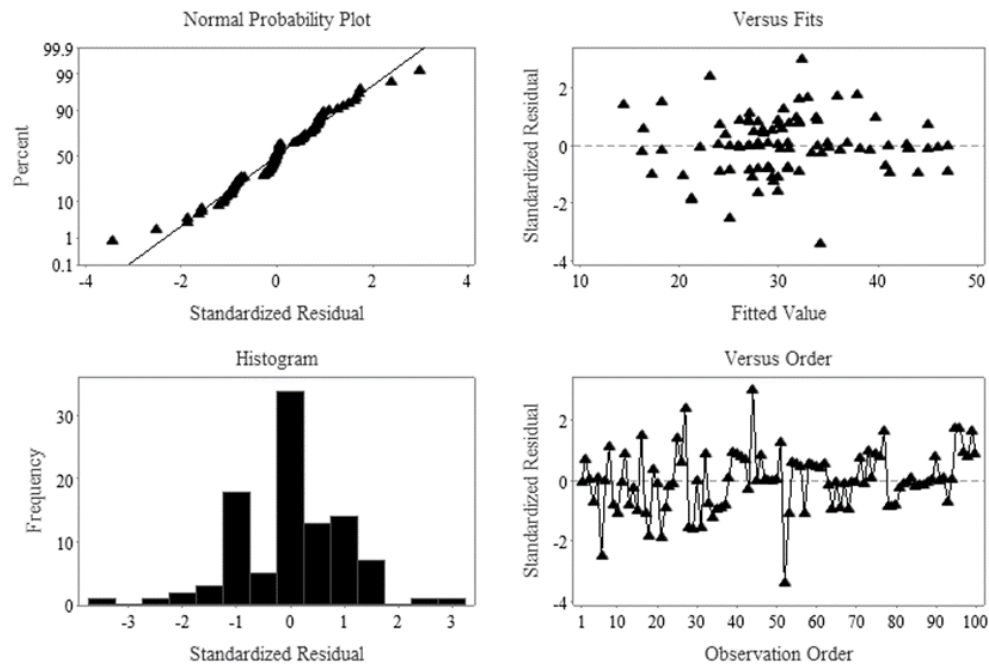 Normal Probability Plot
99.9
99
90
50
10
1
0.1
Percent
-4 -2 0 2 4
Standardized Residual
Versus Fits
2
0
-2
-4
Standardized Residual
10 20 30 40 50
Fitted Value
Histogram
30
20
10
0
Frequency
-3 -2 -1 0 1 2 3
Standardized Residual
Versus Order
2
0
-2
-4
Standardized Residual
1 10 20 30 40 50 60 70 80 90 100
Observation Order